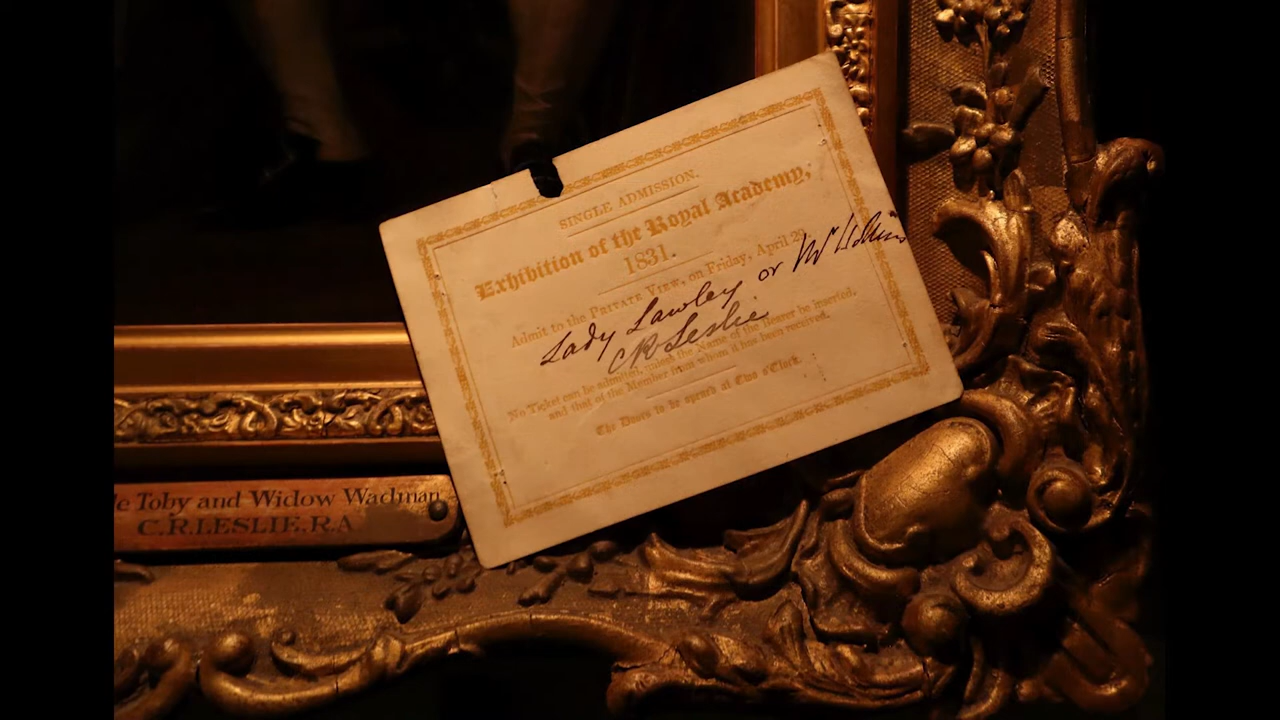 SINGLE ADMISSION.
Exhibition of the Royal Academy,
1831.
Admit to the PRIVATE VIEW, on Friday, April 29
Lady Lawley or Mr
CR Leslie
No Ticket can be admitted, unless the Name of the Bearer be inserted,
and that of the Member from whom it has been received.
The Doors to be opened at Two o'Clock.
le Toby and Widow Wadman
C.R.LESLIE.R.A